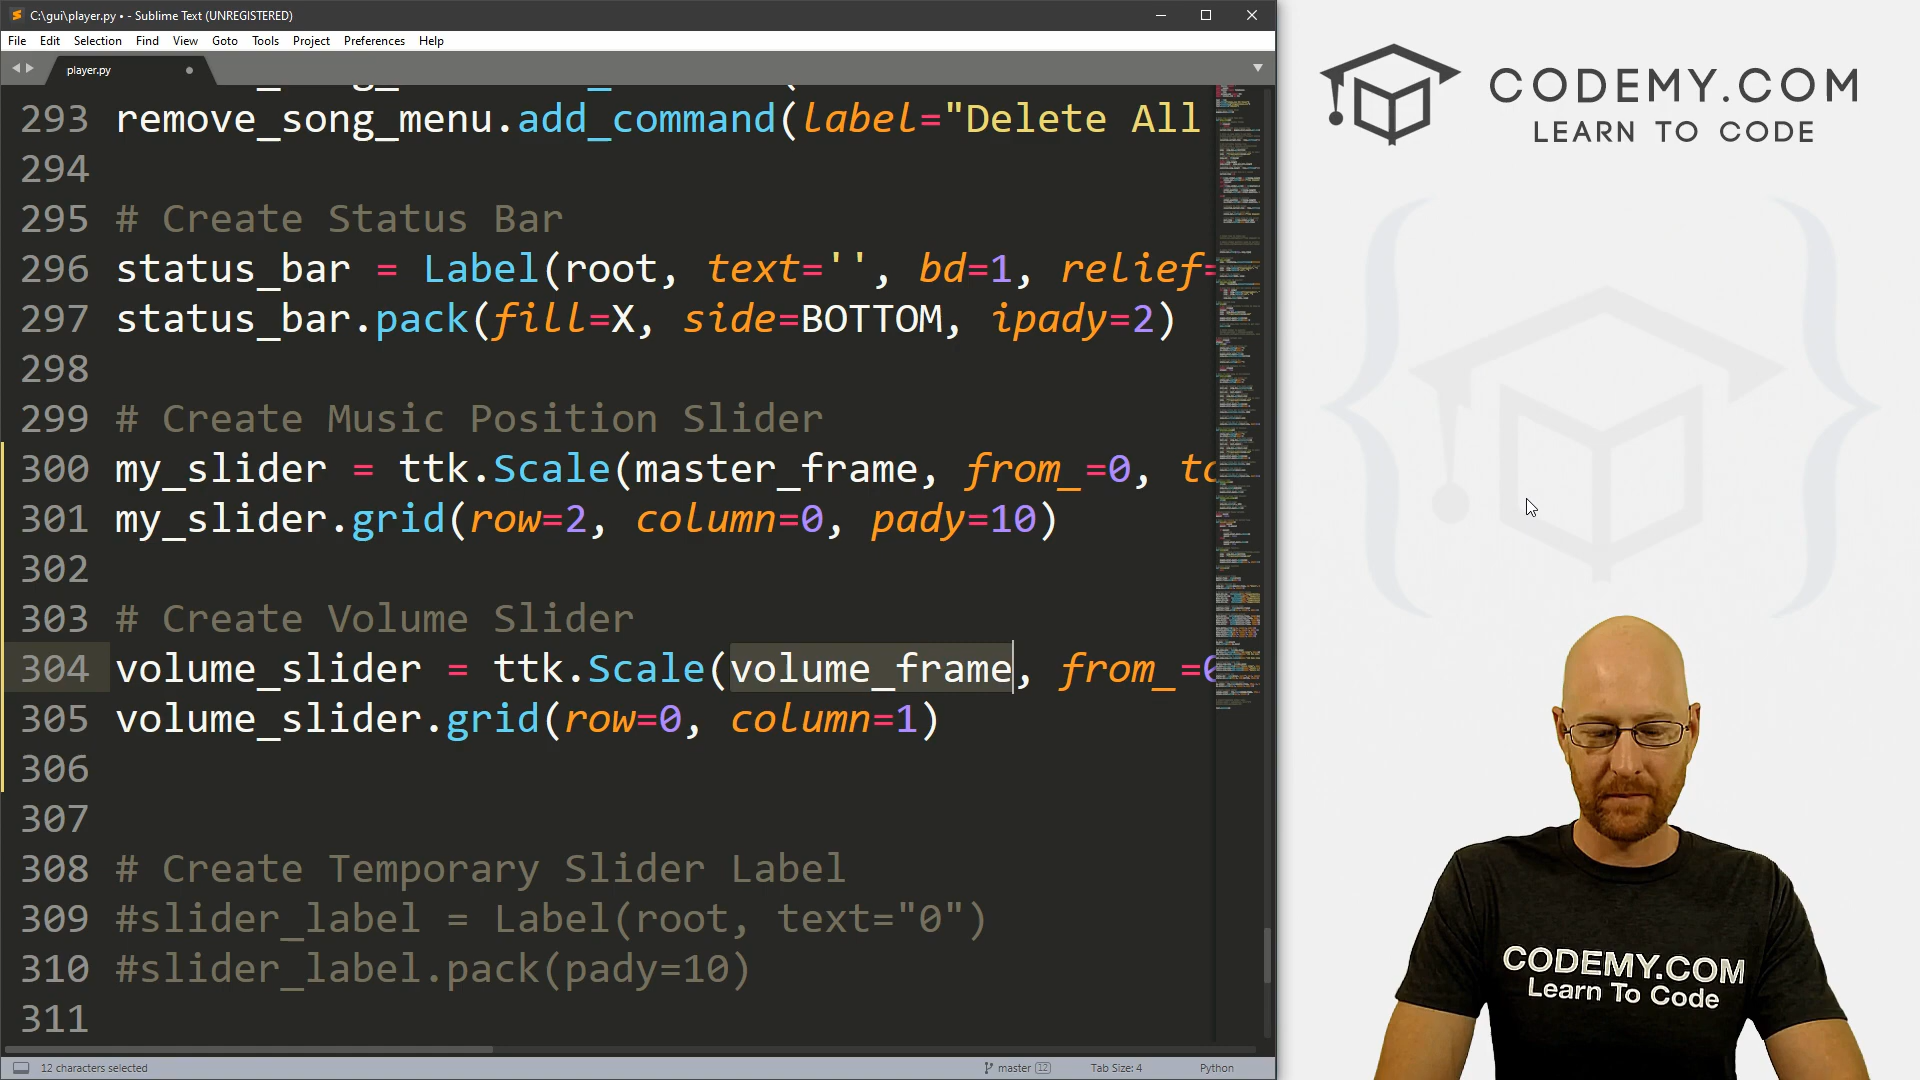 C:\gui\player.py • - Sublime Text (UNREGISTERED)
File Edit Selection Find View Goto Tools Project Preferences Help
player.py
293 remove_song_menu.add_command(label="Delete All
294
295 # Create Status Bar
296 status_bar = Label(root, text='', bd=1, relief=
297 status_bar.pack(fill=X, side=BOTTOM, ipady=2)
298
299 # Create Music Position Slider
300 my_slider = ttk.Scale(master_frame, from_=0, to
301 my_slider.grid(row=2, column=0, pady=10)
302
303 # Create Volume Slider
304 volume_slider = ttk.Scale(volume_frame, from_=0
305 volume_slider.grid(row=0, column=1)
306
307
308 # Create Temporary Slider Label
309 #slider_label = Label(root, text="0")
310 #slider_label.pack(pady=10)
311
12 characters selected
master 12
Tab Size: 4
Python
CODEMY.COM
LEARN TO CODE
CODEMY.COM
Learn To Code